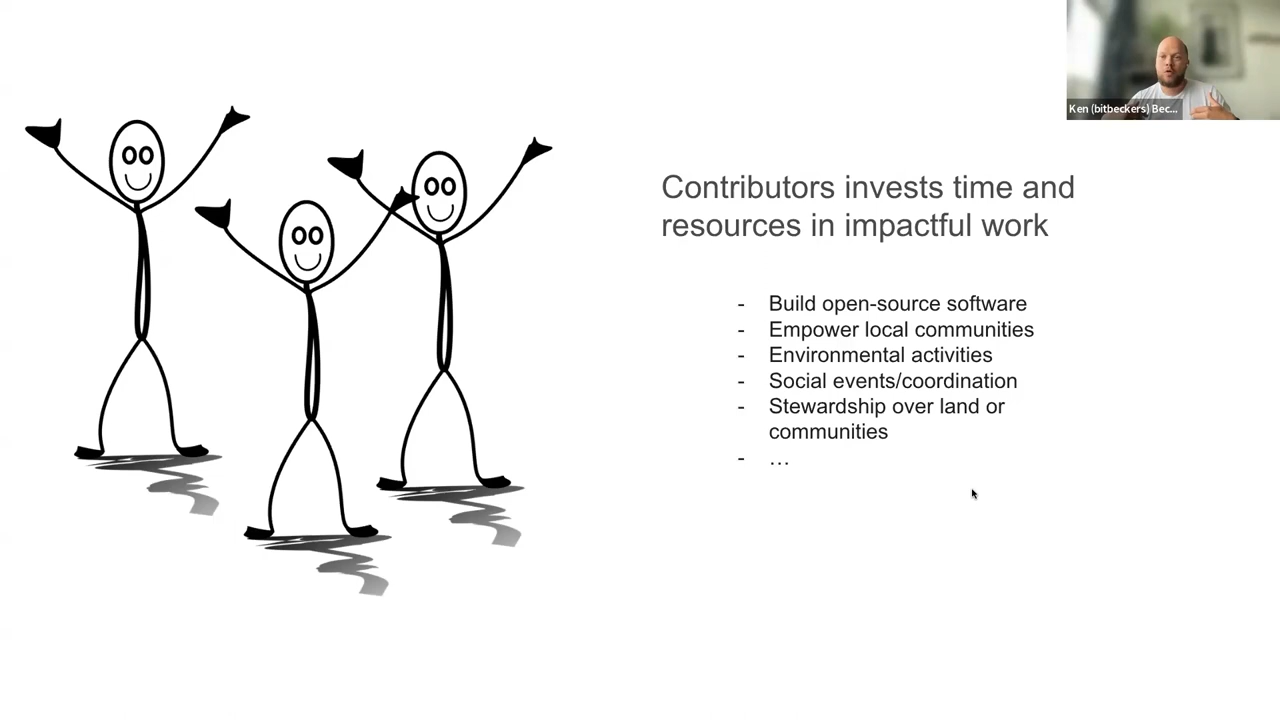 Ken (bitbeckers) Bec...
Contributors invests time and
resources in impactful work
- Build open-source software
- Empower local communities
- Environmental activities
- Social events/coordination
- Stewardship over land or
communities
- …